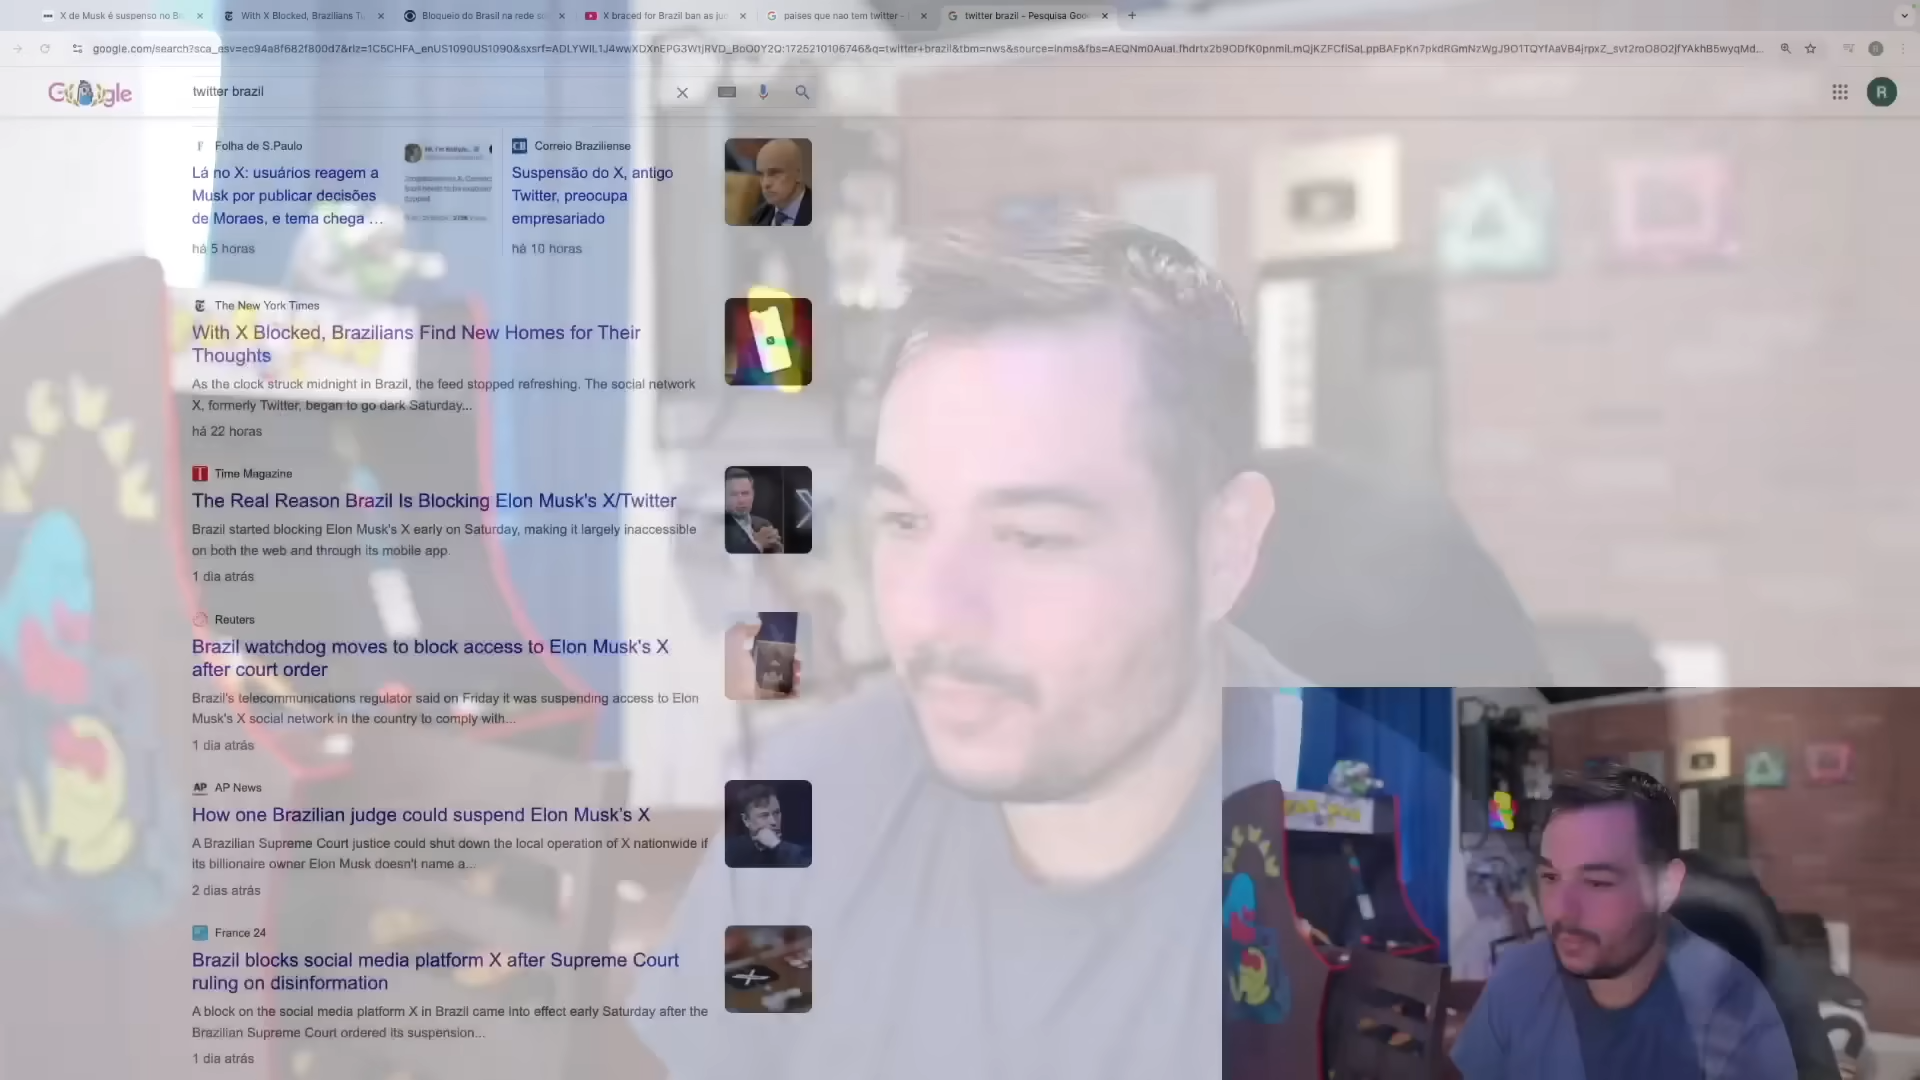 X de Musk é suspenso no B
With X Blocked, Brazilians T
Bloqueio do Brasil na rede
X braced for Brazil ban as ju
paises que nao tem twitter -
twitter brazil - Pesquisa Goo
Google
twitter brazil
R
Folha de S.Paulo
Lá no X: usuários reagem a
Musk por publicar decisões
de Moraes, e tema chega ...
há 5 horas
Correio Braziliense
Suspensão do X, antigo
Twitter, preocupa
empresariado
há 10 horas
The New York Times
With X Blocked, Brazilians Find New Homes for Their
Thoughts
As the clock struck midnight in Brazil, the feed stopped refreshing. The social network
X, formerly Twitter, began to go dark Saturday...
há 22 horas
Time Magazine
The Real Reason Brazil Is Blocking Elon Musk's X/Twitter
Brazil started blocking Elon Musk's X early on Saturday, making it largely inaccessible
on both the web and through its mobile app.
1 dia atrás
Reuters
Brazil watchdog moves to block access to Elon Musk's X
after court order
Brazil's telecommunications regulator said on Friday it was suspending access to Elon
Musk's X social network in the country to comply with...
1 dia atrás
AP AP News
How one Brazilian judge could suspend Elon Musk's X
A Brazilian Supreme Court justice could shut down the local operation of X nationwide if
its billionaire owner Elon Musk doesn't name a...
2 dias atrás
France 24
Brazil blocks social media platform X after Supreme Court
ruling on disinformation
A block on the social media platform X in Brazil came into effect early Saturday after the
Brazilian Supreme Court ordered its suspension...
1 dia atrás